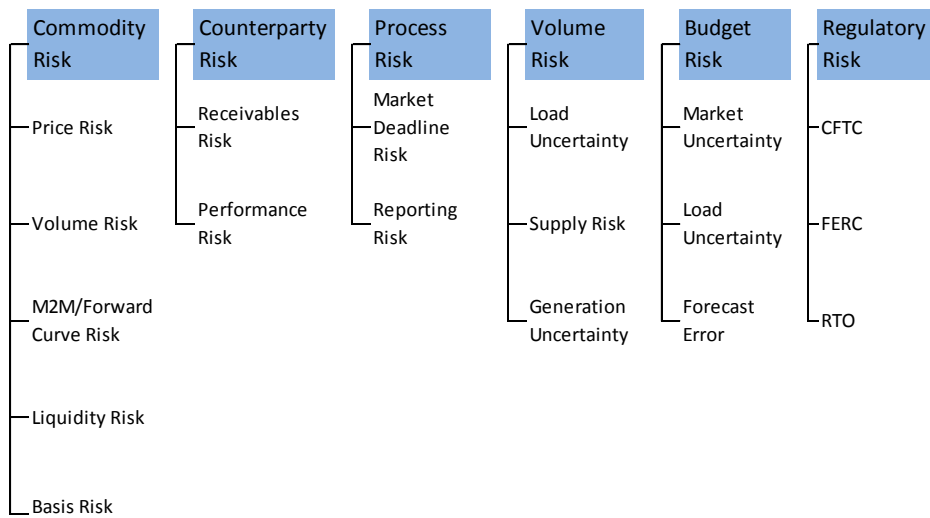 Commodity
Risk
Price Risk
Volume Risk
M2M/Forward
Curve Risk
Liquidity Risk
Basis Risk
Counterparty
Risk
Receivables
Risk
Performance
Risk
Process
Risk
Market
Deadline
Risk
Reporting
Risk
Volume
Risk
Load
Uncertainty
Supply Risk
Generation
Uncertainty
Budget
Risk
Market
Uncertainty
Load
Uncertainty
Forecast
Error
Regulatory
Risk
CFTC
FERC
RTO